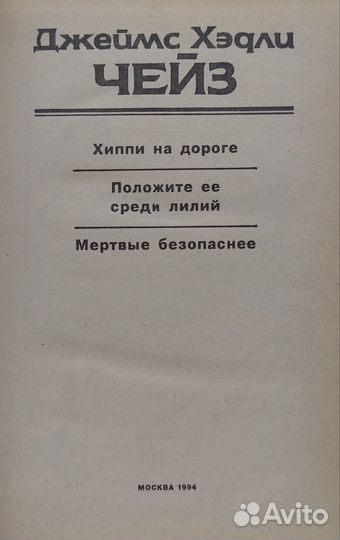 Джеймс Хэдли
ЧЕЙЗ
Хиппи на дороге
Положите ее
среди лилий
Мертвые безопаснее
МОСКВА 1994
Avito